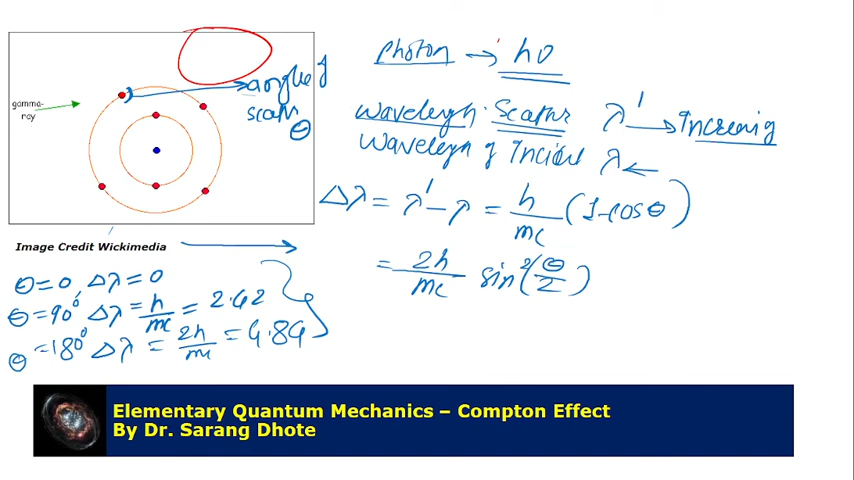 gamma-
ray
angle of
scatt
θ
Image Credit Wickimedia
θ=0, Δλ=0
θ=90° Δλ=h/mc = 2.42
θ=180° Δλ = 2h/mc = 4.84
Photon → hυ
Wavelength Scatter λ' → Increasing
Wavelength of Incident λ ←
Δλ = λ' - λ = h/mc (1-cosθ)
= 2h/mc sin²(θ/2)
Elementary Quantum Mechanics – Compton Effect
By Dr. Sarang Dhote